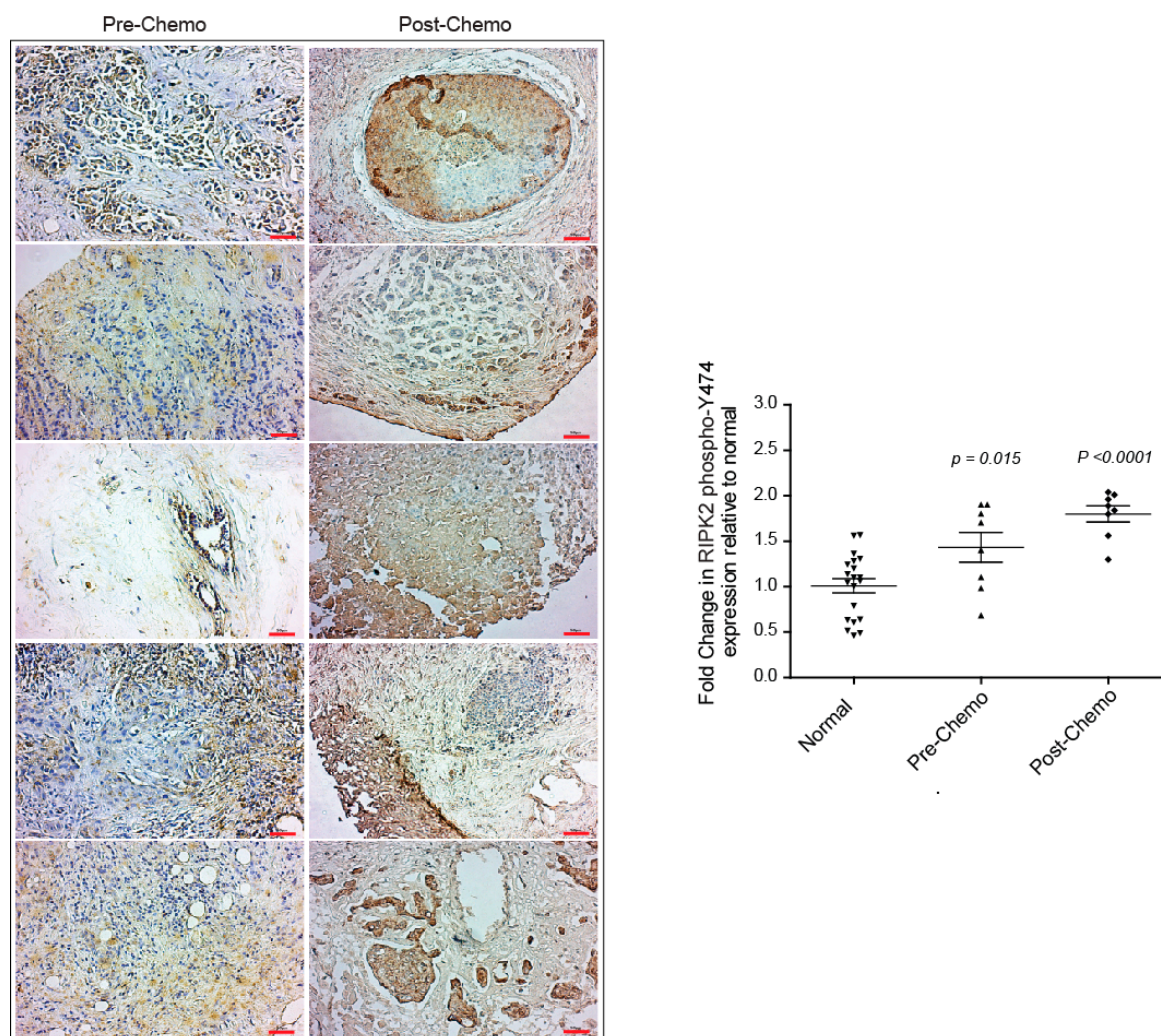 Pre-Chemo
Post-Chemo
Fold Change in RIPK2 phospho-Y474
expression relative to normal
3.0
2.5
2.0
1.5
1.0
0.5
0.0
p = 0.015
P <0.0001
Normal
Pre-Chemo
Post-Chemo
.